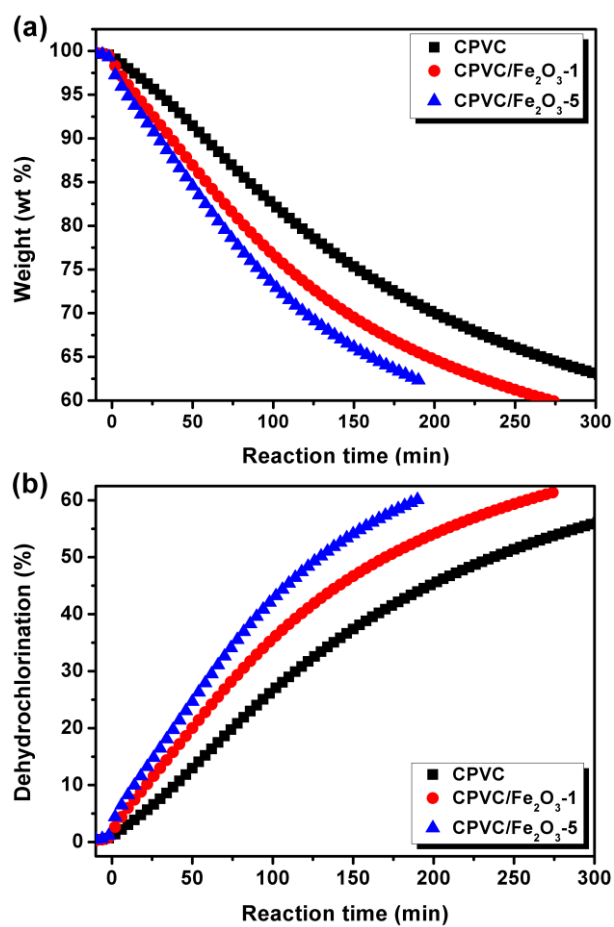 (a)
100
95
90
85
80
75
70
65
60
Weight (wt %)
CPVC
CPVC/Fe₂O₃-1
CPVC/Fe₂O₃-5
0 50 100 150 200 250 300
Reaction time (min)
(b)
60
50
40
30
20
10
0
Dehydrochlorination (%)
CPVC
CPVC/Fe₂O₃-1
CPVC/Fe₂O₃-5
0 50 100 150 200 250 300
Reaction time (min)